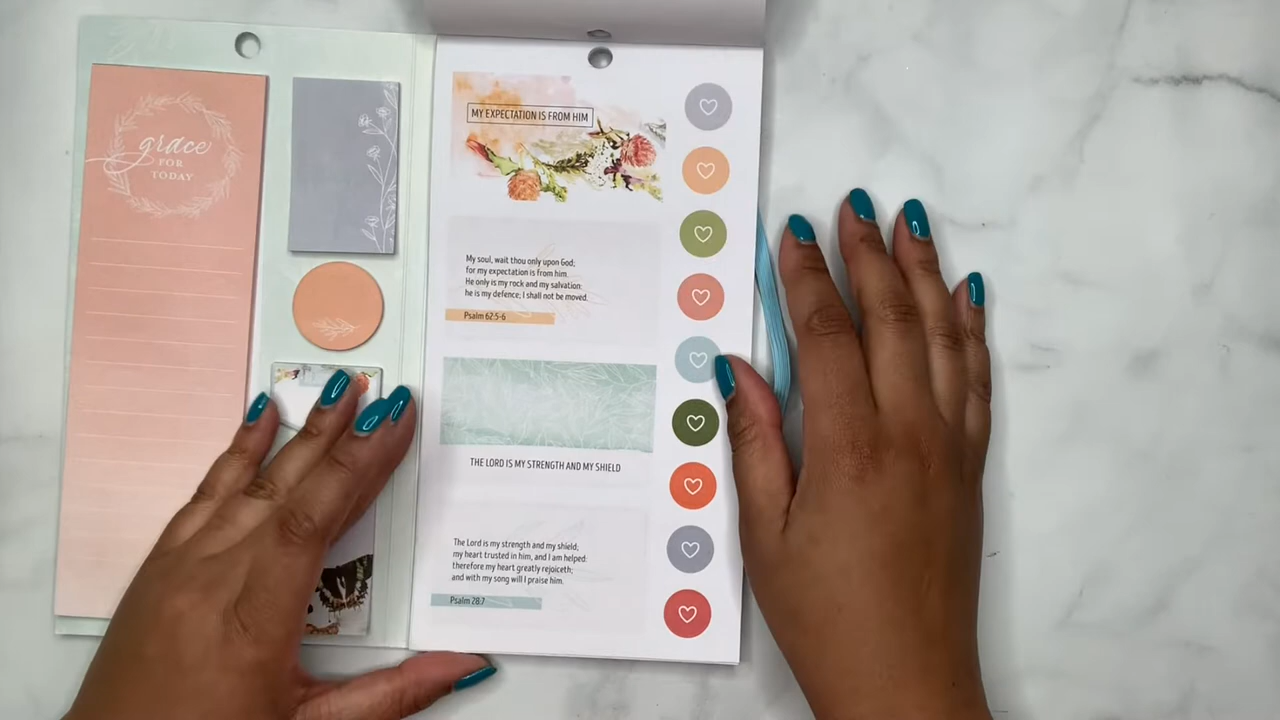 grace
FOR
TODAY
MY EXPECTATION IS FROM HIM
My soul, wait thou only upon God;
for my expectation is from him.
He only is my rock and my salvation:
he is my defence; I shall not be moved.
Psalm 62:5-6
THE LORD IS MY STRENGTH AND MY SHIELD
The Lord is my strength and my shield;
my heart trusted in him, and I am helped:
therefore my heart greatly rejoiceth;
and with my song will I praise him.
Psalm 28:7